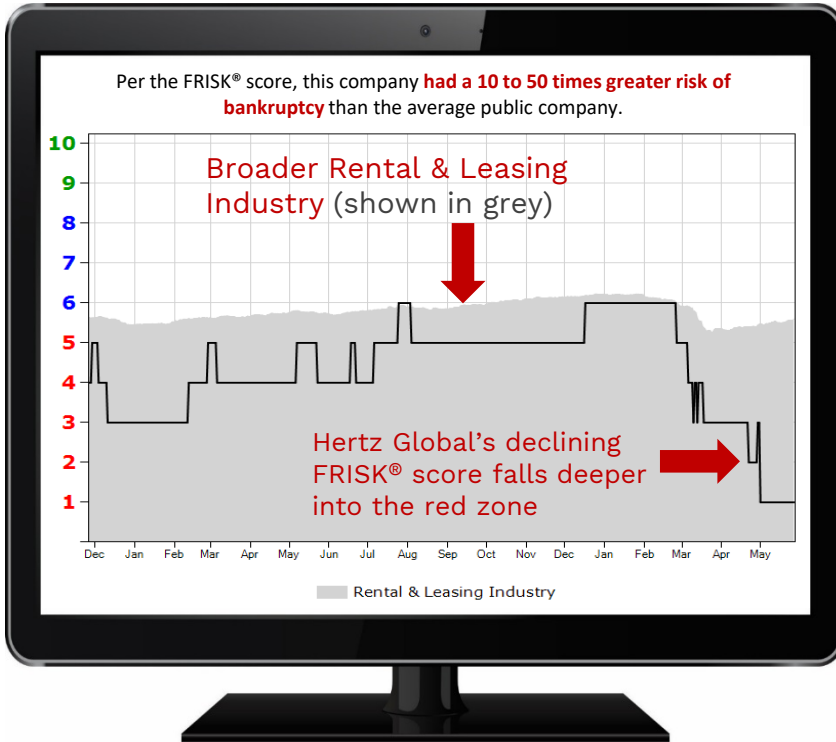 Per the FRISK® score, this company had a 10 to 50 times greater risk of
bankruptcy than the average public company.
10
9
8
7
6
5
4
3
2
1
Broader Rental & Leasing
Industry (shown in grey)
Hertz Global’s declining
FRISK® score falls deeper
into the red zone
Dec Jan Feb Mar Apr May Jun Jul Aug Sep Oct Nov Dec Jan Feb Mar Apr May
Rental & Leasing Industry